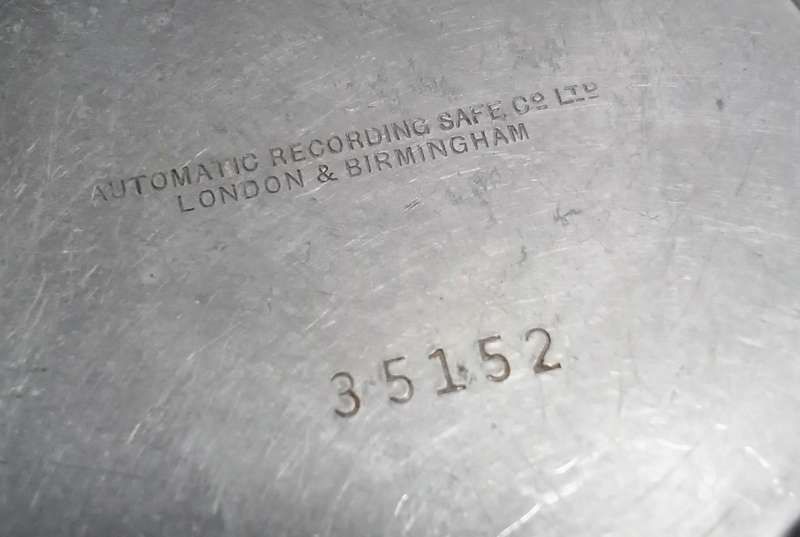 AUTOMATIC RECORDING SAFE, Co LTD
LONDON & BIRMINGHAM
35152